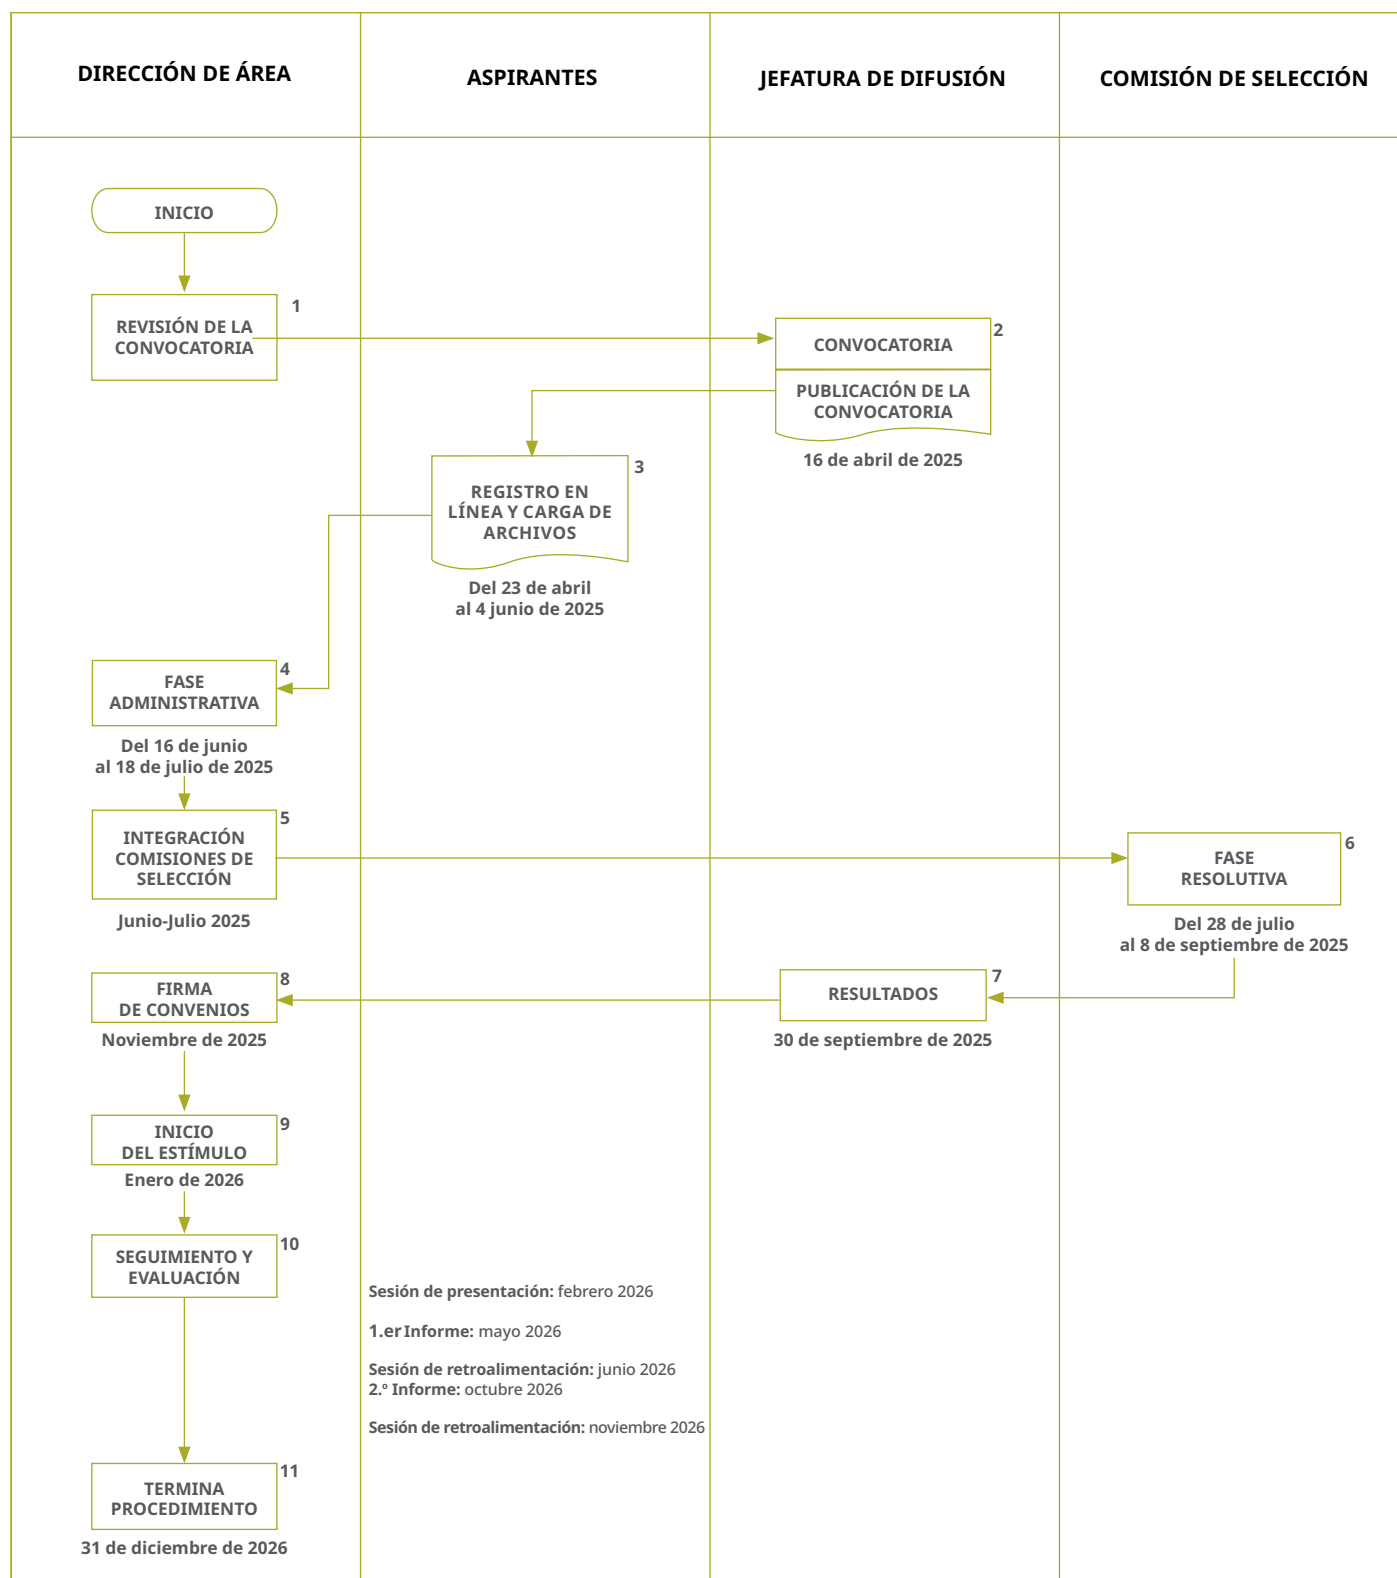 DIRECCIÓN DE ÁREA
ASPIRANTES
JEFATURA DE DIFUSIÓN
COMISIÓN DE SELECCIÓN
INICIO
1
REVISIÓN DE LA
CONVOCATORIA
2
CONVOCATORIA
PUBLICACIÓN DE LA
CONVOCATORIA
16 de abril de 2025
3
REGISTRO EN
LÍNEA Y CARGA DE
ARCHIVOS
Del 23 de abril
al 4 junio de 2025
4
FASE
ADMINISTRATIVA
Del 16 de junio
al 18 de julio de 2025
5
INTEGRACIÓN
COMISIONES DE
SELECCIÓN
Junio-Julio 2025
6
FASE
RESOLUTIVA
Del 28 de julio
al 8 de septiembre de 2025
7
RESULTADOS
30 de septiembre de 2025
8
FIRMA
DE CONVENIOS
Noviembre de 2025
9
INICIO
DEL ESTÍMULO
Enero de 2026
10
SEGUIMIENTO Y
EVALUACIÓN
Sesión de presentación: febrero 2026
1.er Informe: mayo 2026
Sesión de retroalimentación: junio 2026
2.º Informe: octubre 2026
Sesión de retroalimentación: noviembre 2026
11
TERMINA
PROCEDIMIENTO
31 de diciembre de 2026